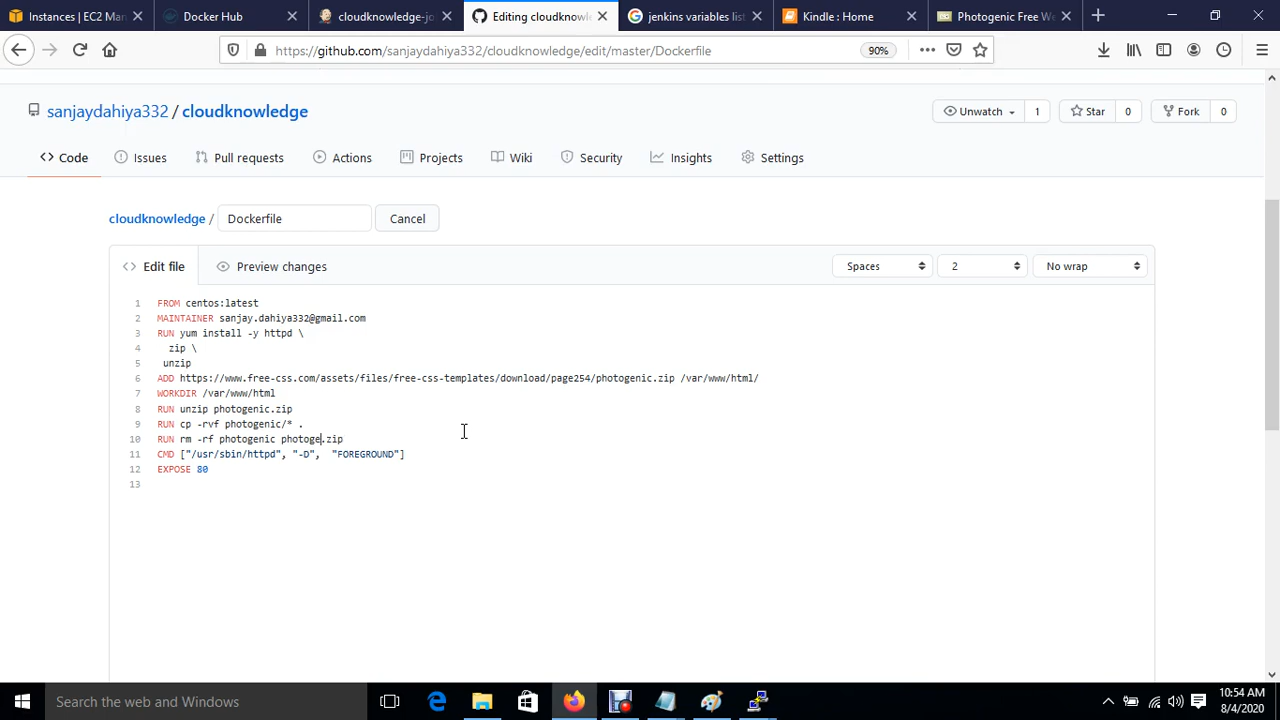 Instances | EC2 Man
Docker Hub
cloudknowledge-jo
Editing cloudknowl
jenkins variables list
Kindle : Home
Photogenic Free We
https://github.com/sanjaydahiya332/cloudknowledge/edit/master/Dockerfile
90%
sanjaydahiya332 / cloudknowledge
Unwatch
1
Star
0
Fork
0
Code
Issues
Pull requests
Actions
Projects
Wiki
Security
Insights
Settings
cloudknowledge / Dockerfile
Cancel
Edit file
Preview changes
Spaces
2
No wrap
1 FROM centos:latest
2 MAINTAINER sanjay.dahiya332@gmail.com
3 RUN yum install -y httpd \
4 zip \
5 unzip
6 ADD https://www.free-css.com/assets/files/free-css-templates/download/page254/photogenic.zip /var/www/html/
7 WORKDIR /var/www/html
8 RUN unzip photogenic.zip
9 RUN cp -rvf photogenic/* .
10 RUN rm -rf photogenic photoge.zip
11 CMD ["/usr/sbin/httpd", "-D",  "FOREGROUND"]
12 EXPOSE 80
13
Search the web and Windows
10:54 AM
8/4/2020